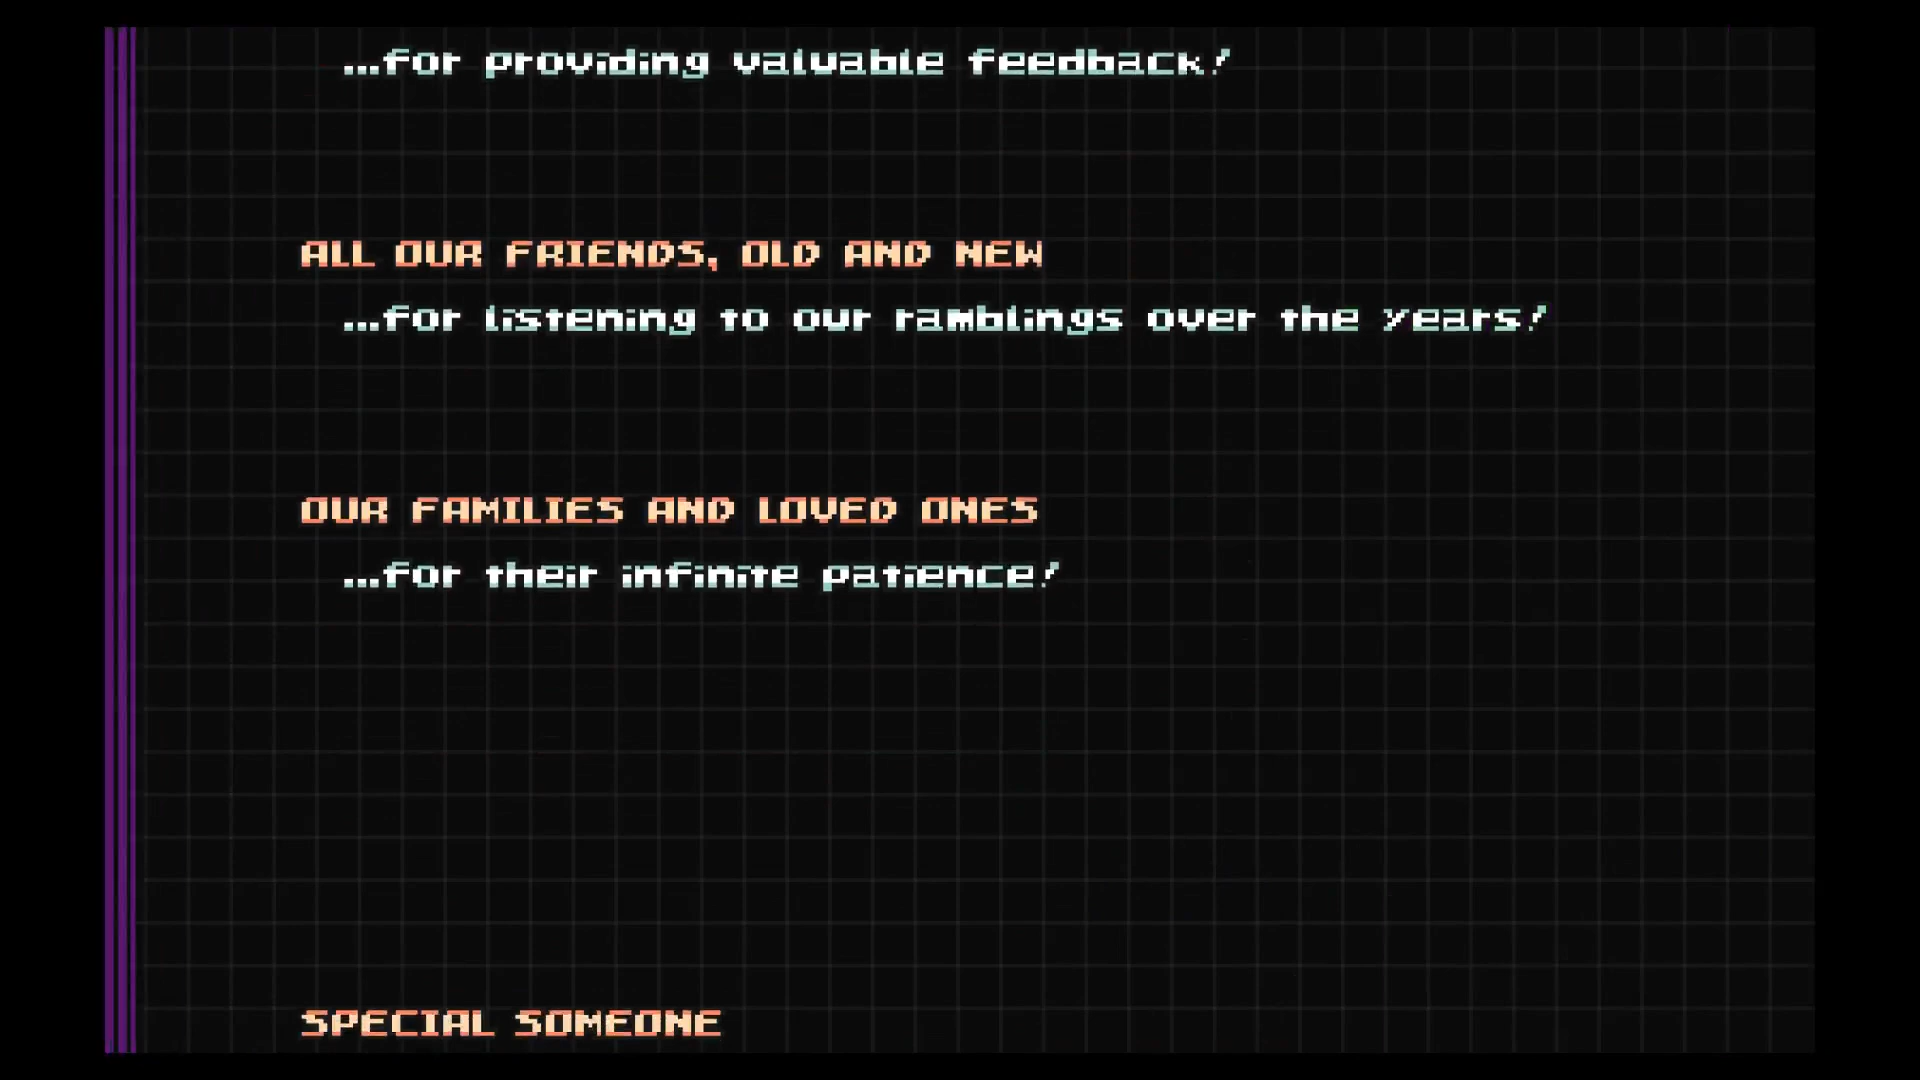 ...for providing valuable feedback!
ALL OUR FRIENDS, OLD AND NEW
...for listening to our ramblings over the years!
OUR FAMILIES AND LOVED ONES
...for their infinite patience!
SPECIAL SOMEONE